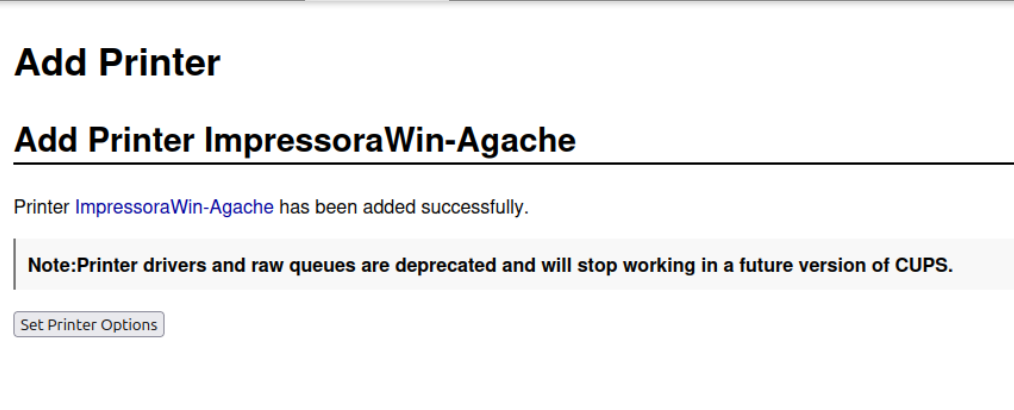 Add Printer
Add Printer ImpressoraWin-Agache
Printer ImpressoraWin-Agache has been added successfully.
Note:Printer drivers and raw queues are deprecated and will stop working in a future version of CUPS.
Set Printer Options